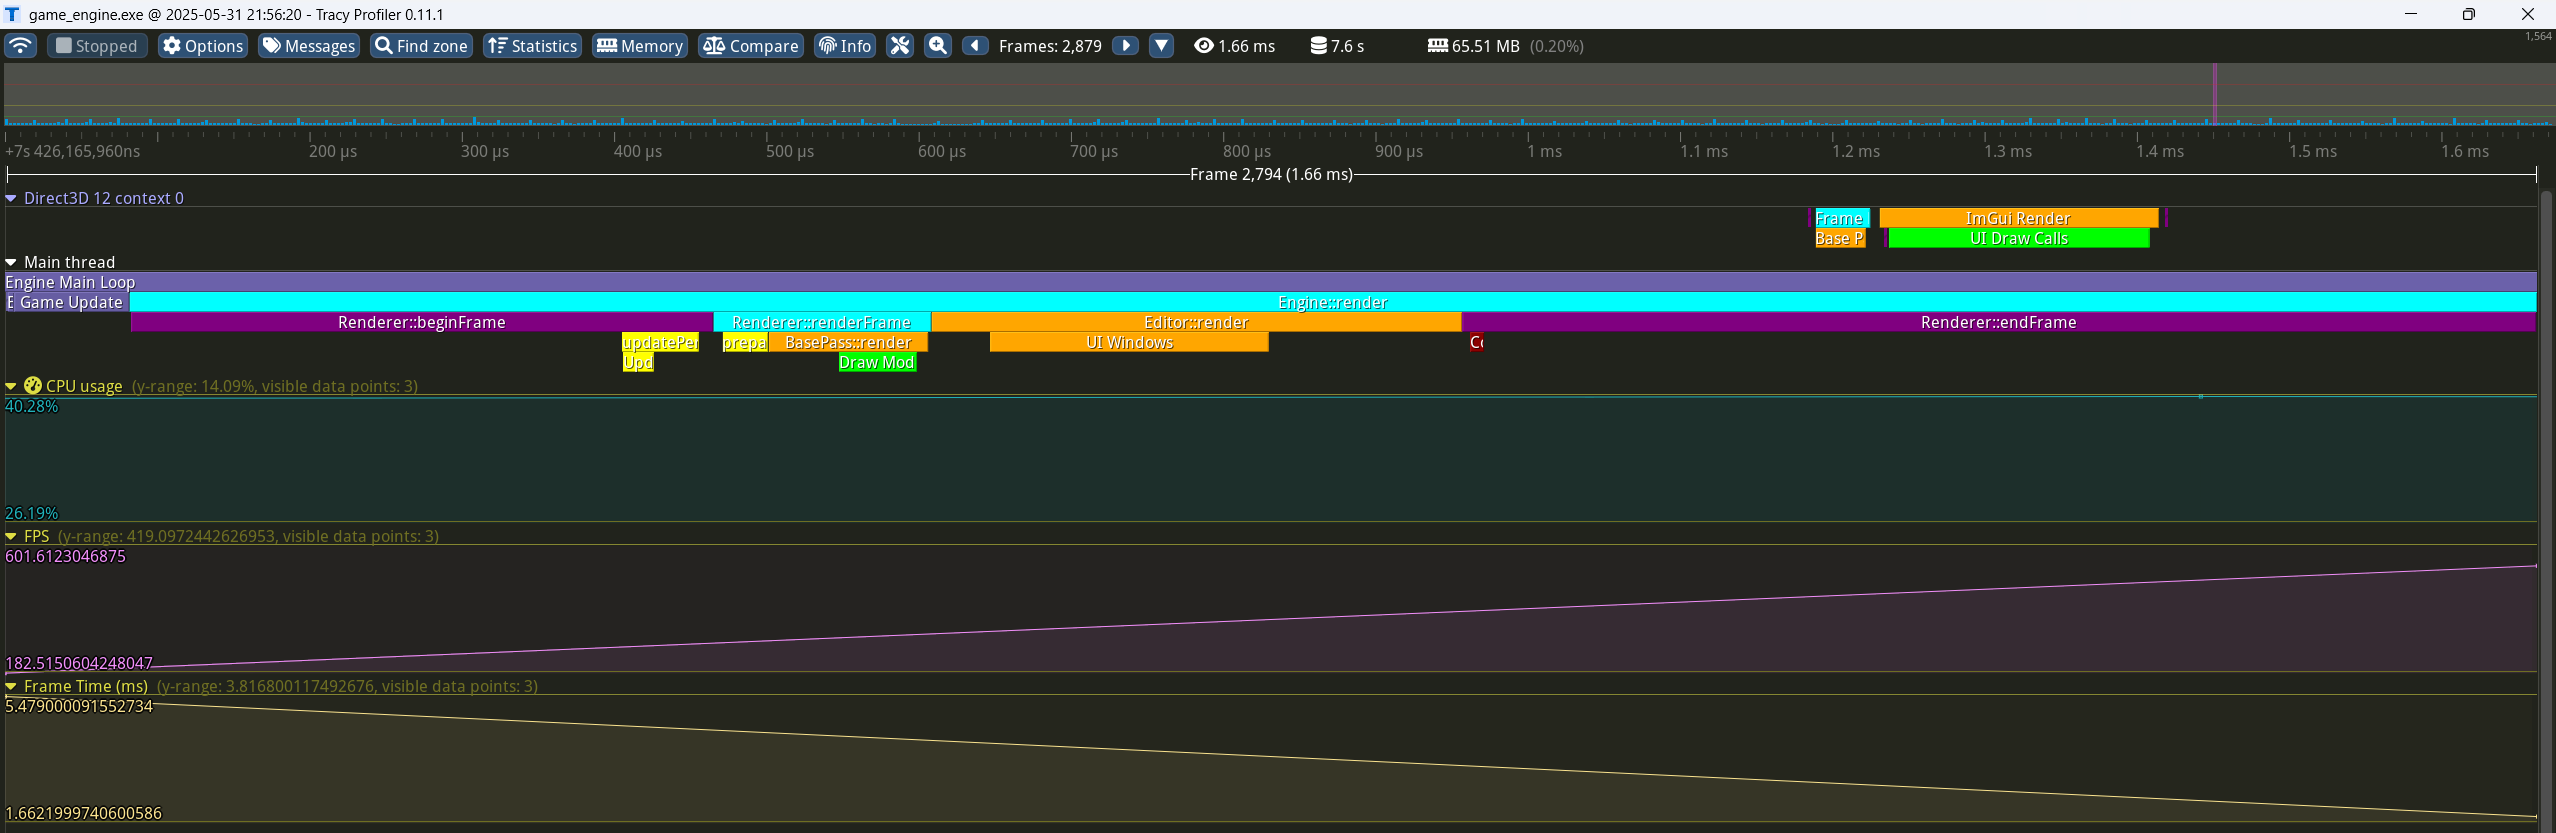 game_engine.exe @ 2025-05-31 21:56:20 - Tracy Profiler 0.11.1
Stopped Options Messages Find zone Statistics Memory Compare Info Frames: 2,879 1.66 ms 7.6 s 65.51 MB (0.20%) 1,564
+7s 426,165,960ns 200 µs 300 µs 400 µs 500 µs 600 µs 700 µs 800 µs 900 µs 1 ms 1.1 ms 1.2 ms 1.3 ms 1.4 ms 1.5 ms 1.6 ms
Frame 2,794 (1.66 ms)
Direct3D 12 context 0
Frame ImGui Render
Base P UI Draw Calls
Main thread
Engine Main Loop
E Game Update Engine::render
Renderer::beginFrame Renderer::renderFrame Editor::render Renderer::endFrame
updatePer prepa BasePass::render UI Windows Co
Upd Draw Mod
CPU usage (y-range: 14.09%, visible data points: 3)
40.28%
26.19%
FPS (y-range: 419.0972442626953, visible data points: 3)
601.6123046875
182.5150604248047
Frame Time (ms) (y-range: 3.816800117492676, visible data points: 3)
5.479000091552734
1.6621999740600586